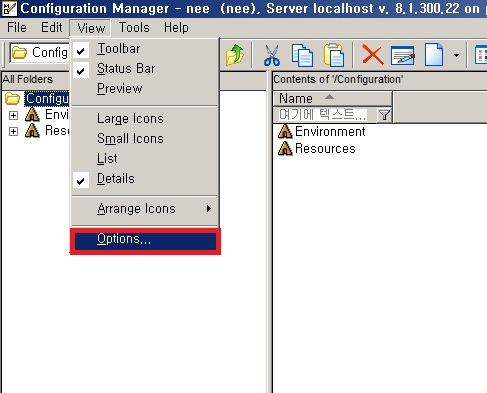 Configuration Manager - nee (nee), Server localhost v. 8.1.300.22 on
File Edit View Tools Help
Config
Toolbar
Status Bar
Preview
Large Icons
Small Icons
List
Details
Arrange Icons
Options...
All Folders
Configu
Envi
Reso
Contents of '/Configuration'
Name
여기에 텍스트...
Environment
Resources